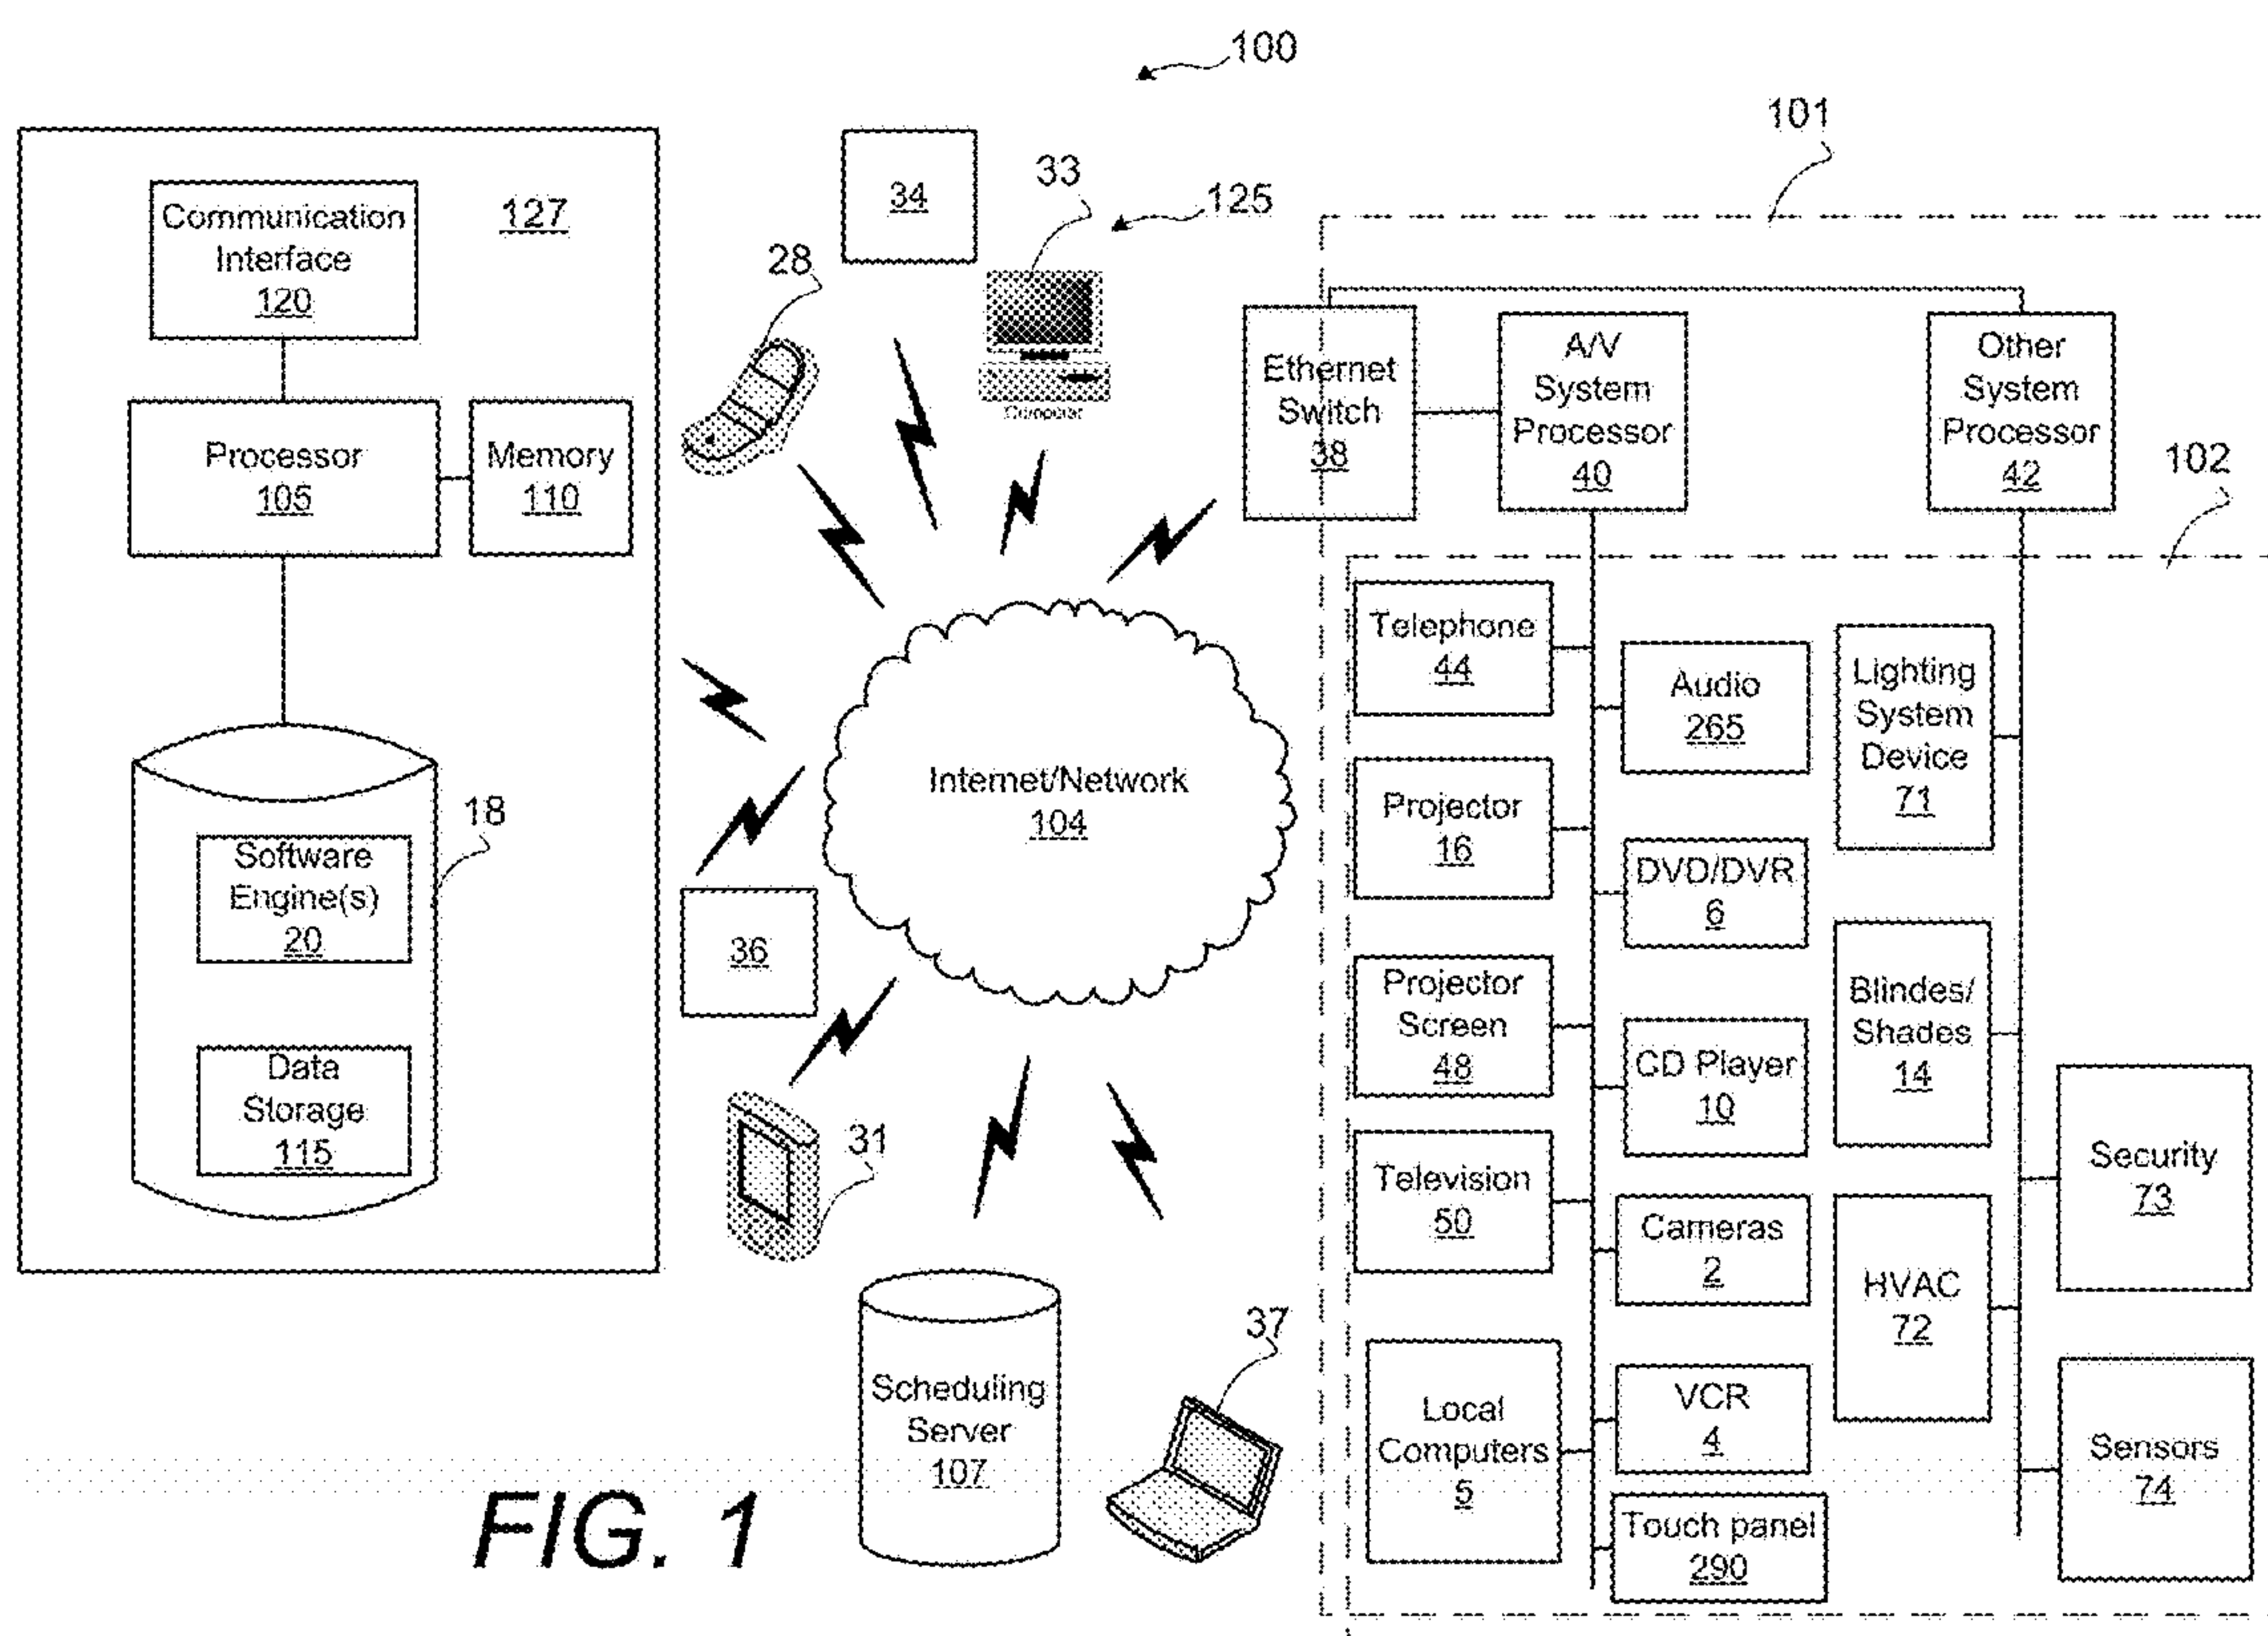 100
101
127
Communication
Interface
120
34
33
125
28
Computer
Processor
105
Memory
110
Ethernet
Switch
38
A/V
System
Processor
40
Other
System
Processor
42
102
18
Software
Engine(s)
20
Data
Storage
115
Internet/Network
104
36
31
Scheduling
Server
107
37
Telephone
44
Audio
265
Projector
16
DVD/DVR
6
Projector
Screen
48
CD Player
10
Television
50
Cameras
2
Local
Computers
5
VCR
4
Touch panel
290
Lighting
System
Device
71
Blindes/
Shades
14
HVAC
72
Security
73
Sensors
74
FIG. 1